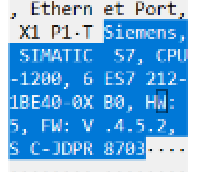 , Ethern et Port,
X1 P1-T Siemens,
SIMATIC S7, CPU
-1200, 6 ES7 212-
1BE40-0X B0, HW:
5, FW: V .4.5.2,
S C-JDPR 8703····